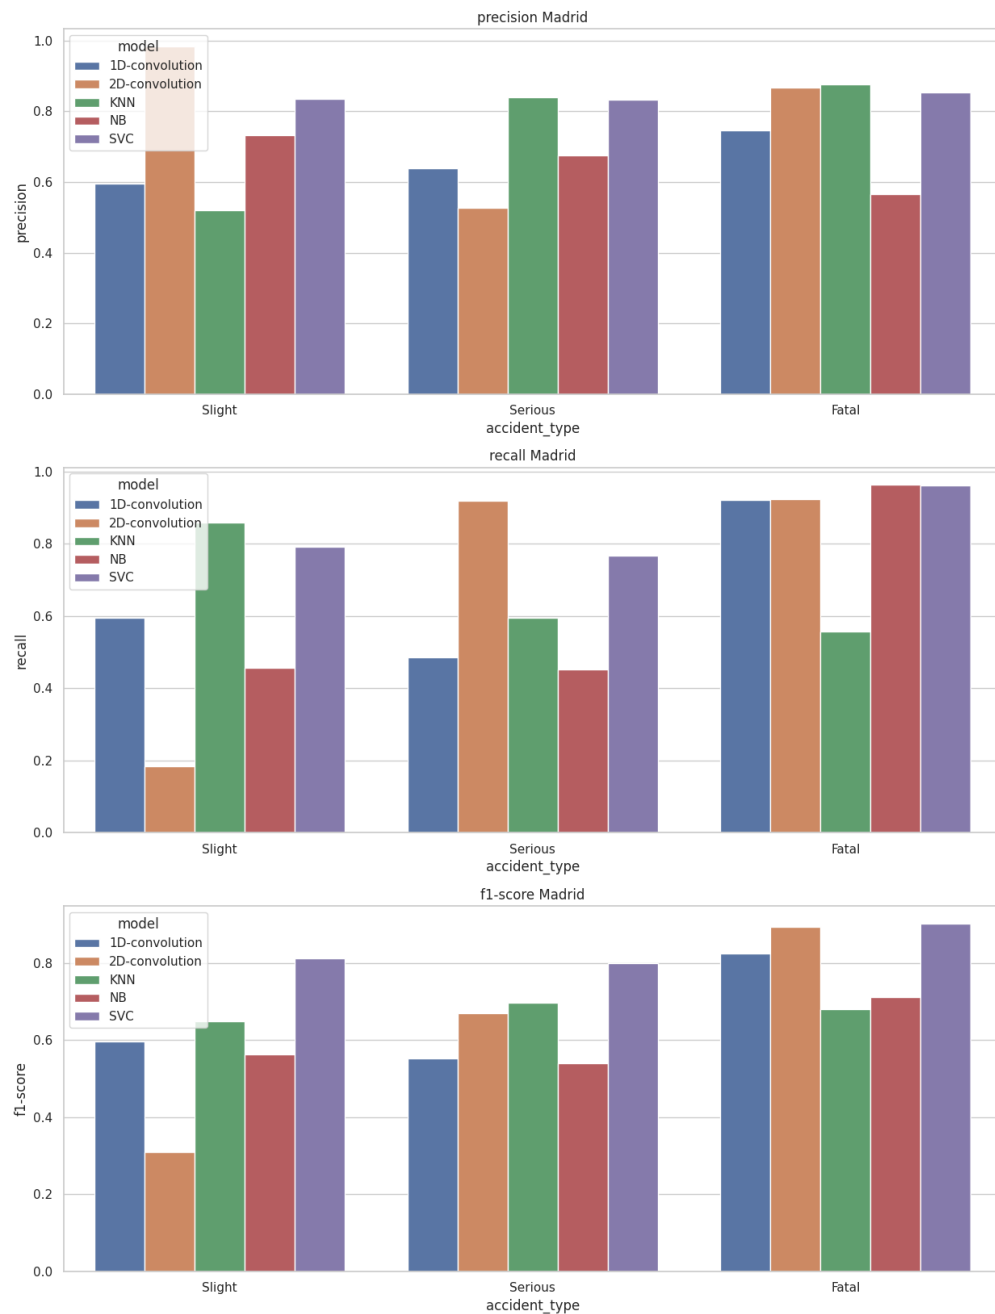 precision Madrid
1.0
0.8
0.6
0.4
0.2
0.0
precision
model
1D-convolution
2D-convolution
KNN
NB
SVC
Slight Serious Fatal
accident_type
recall Madrid
1.0
0.8
0.6
0.4
0.2
0.0
recall
model
1D-convolution
2D-convolution
KNN
NB
SVC
Slight Serious Fatal
accident_type
f1-score Madrid
0.8
0.6
0.4
0.2
0.0
f1-score
model
1D-convolution
2D-convolution
KNN
NB
SVC
Slight Serious Fatal
accident_type